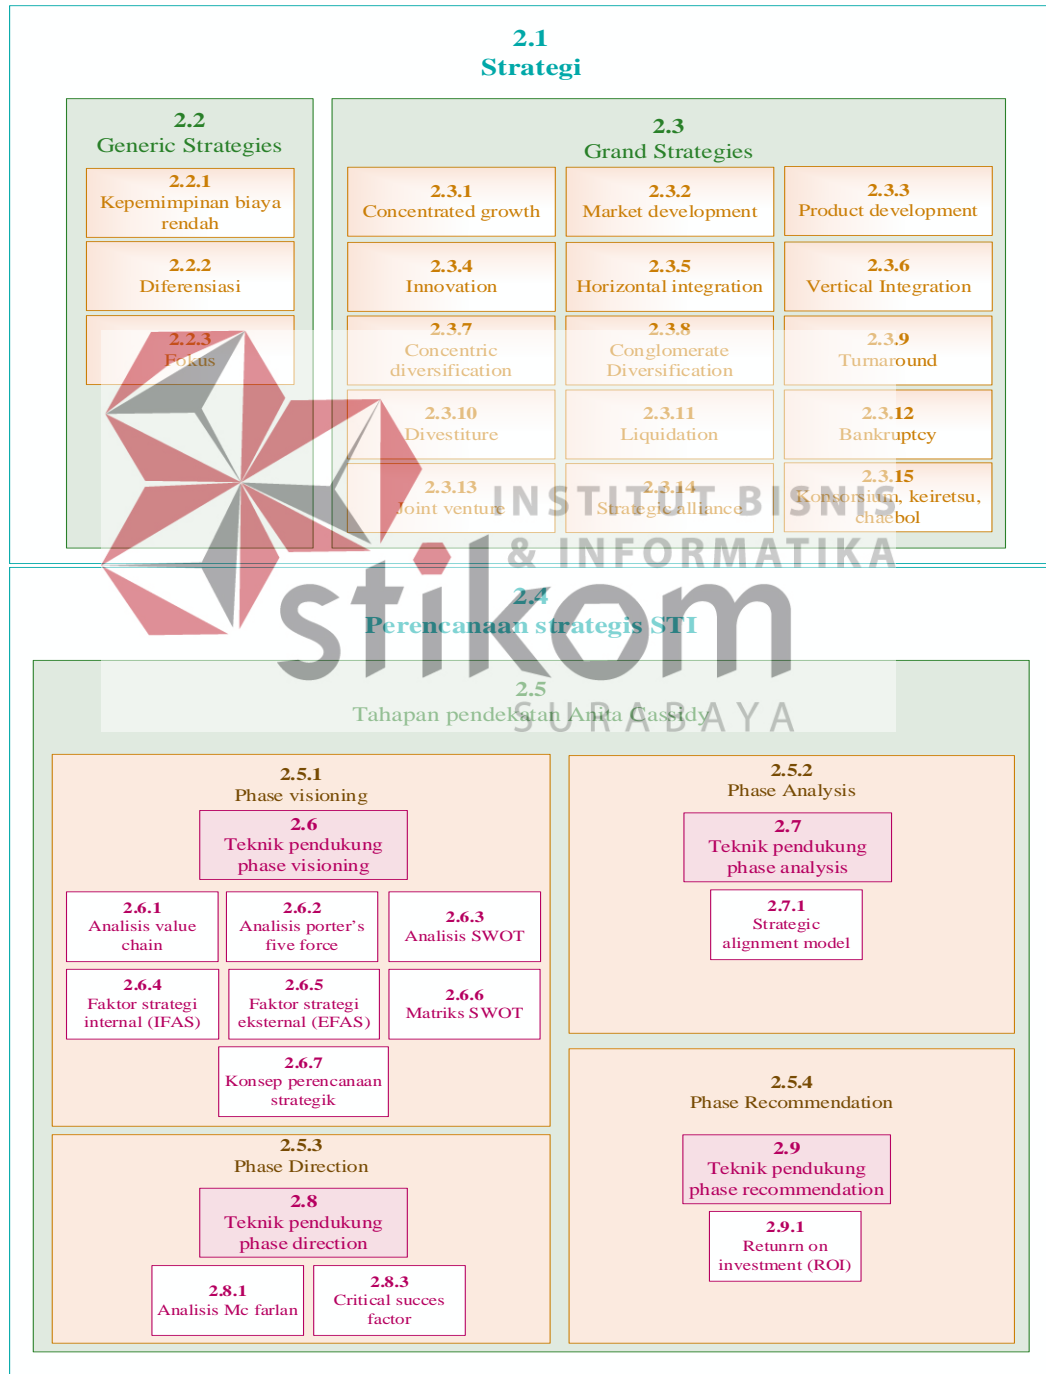 2.1
Strategi
2.2
Generic Strategies
2.2.1
Kepemimpinan biaya
rendah
2.2.2
Diferensiasi
2.2.3
Fokus
2.3
Grand Strategies
2.3.1
Concentrated growth
2.3.2
Market development
2.3.3
Product development
2.3.4
Innovation
2.3.5
Horizontal integration
2.3.6
Vertical Integration
2.3.7
Concentric
diversification
2.3.8
Conglomerate
Diversification
2.3.9
Turnaround
2.3.10
Divestiture
2.3.11
Liquidation
2.3.12
Bankruptcy
2.3.13
Joint venture
2.3.14
Strategic alliance
2.3.15
Konsorsium, keiretsu,
chaebol
INSTITUT BISNIS
& INFORMATIKA
stikom
SURABAYA
2.4
Perencanaan strategis STI
2.5
Tahapan pendekatan Anita Cassidy
2.5.1
Phase visioning
2.6
Teknik pendukung
phase visioning
2.6.1
Analisis value
chain
2.6.2
Analisis porter's
five force
2.6.3
Analisis SWOT
2.6.4
Faktor strategi
internal (IFAS)
2.6.5
Faktor strategi
eksternal (EFAS)
2.6.6
Matriks SWOT
2.6.7
Konsep perencanaan
strategik
2.5.2
Phase Analysis
2.7
Teknik pendukung
phase analysis
2.7.1
Strategic
alignment model
2.5.3
Phase Direction
2.8
Teknik pendukung
phase direction
2.8.1
Analisis Mc farlan
2.8.3
Critical succes
factor
2.5.4
Phase Recommendation
2.9
Teknik pendukung
phase recommendation
2.9.1
Retunrn on
investment (ROI)